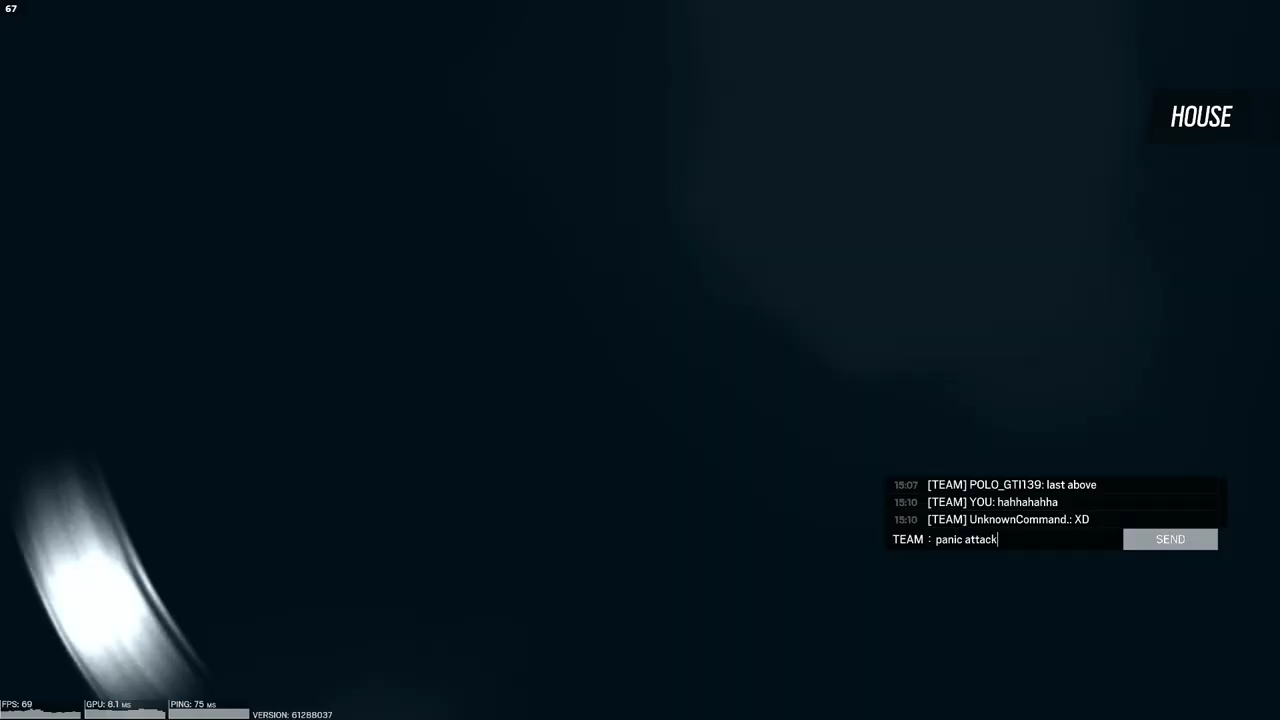 67
HOUSE
15:07 [TEAM] POLO_GTI139: last above
15:10 [TEAM] YOU: hahhahahha
15:10 [TEAM] UnknownCommand.: XD
TEAM : panic attack
SEND
FPS: 69 GPU: 8.1 MS PING: 75 MS VERSION: 61288037